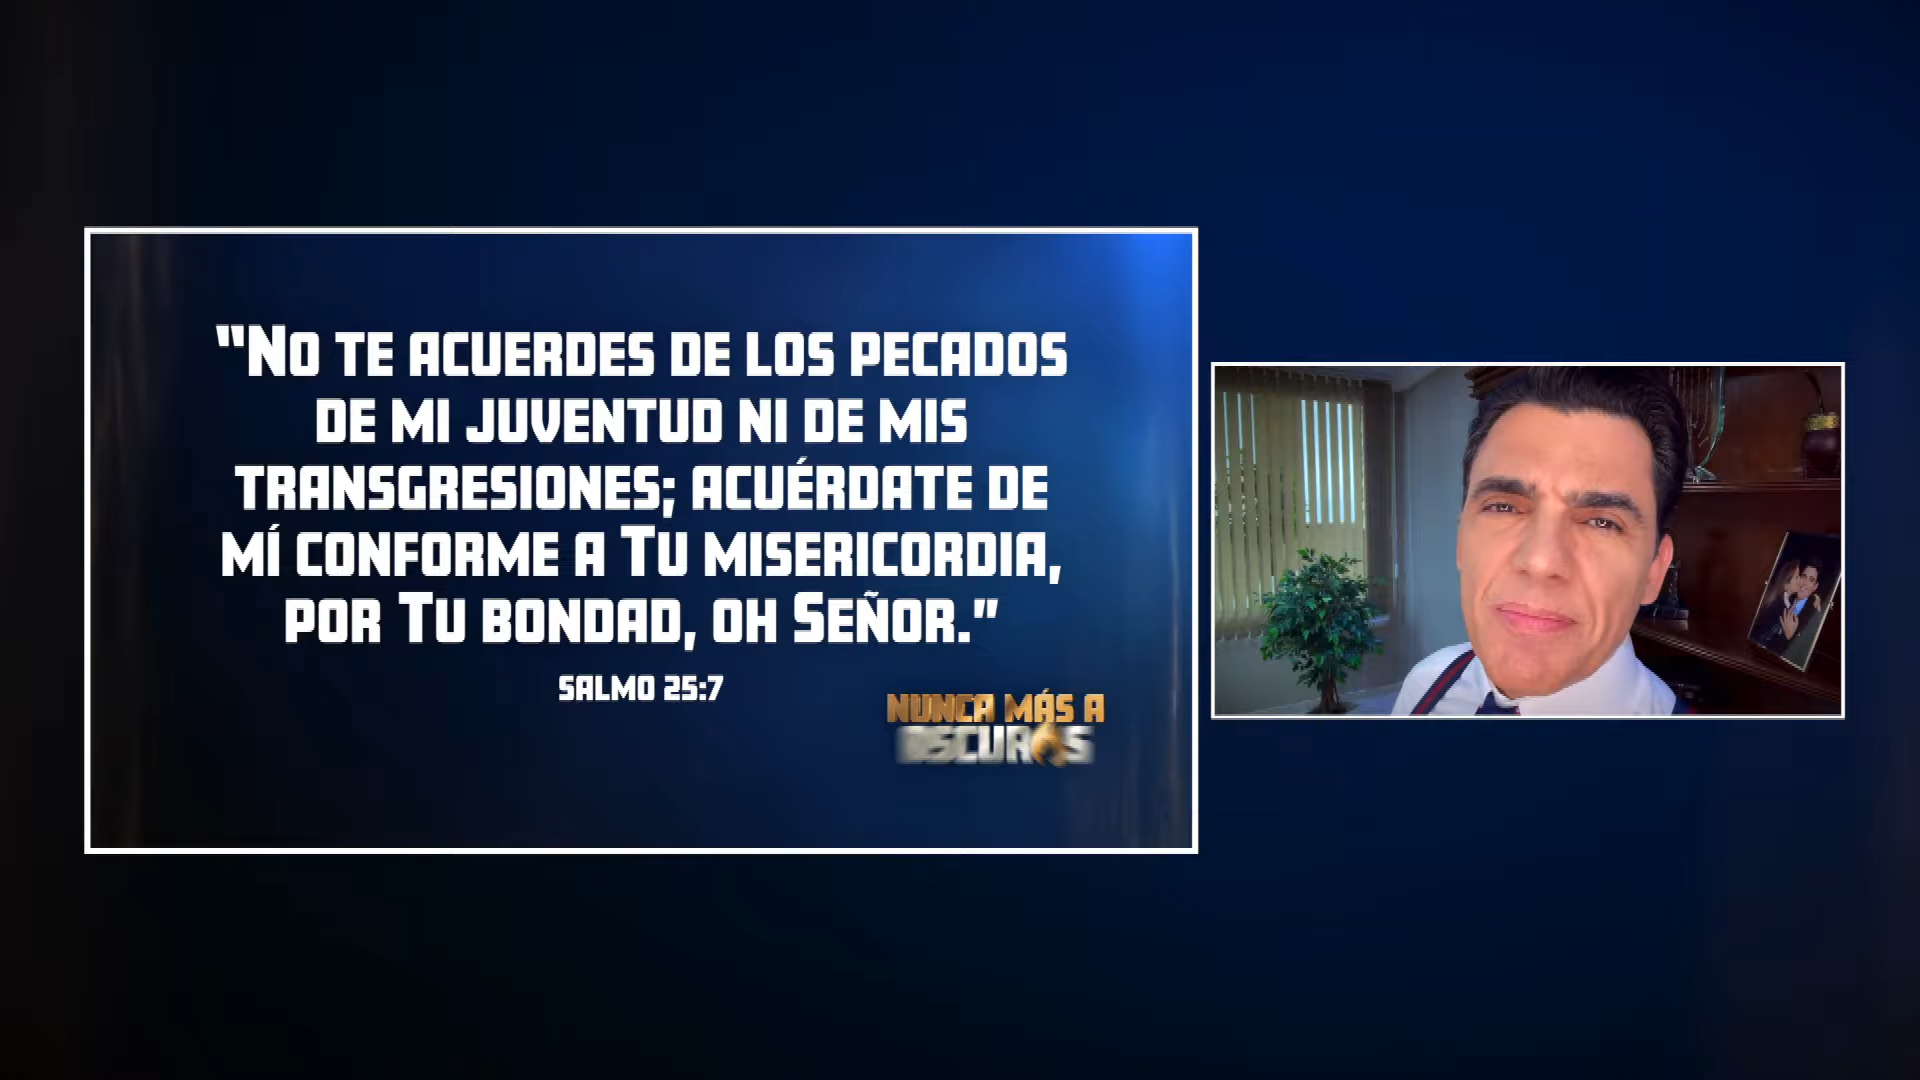 "No te acuerdes de los pecados
de mi juventud ni de mis
transgresiones; acuérdate de
mí conforme a Tu misericordia,
por Tu bondad, oh Señor."
Salmo 25:7
NUNCA MÁS A
OSCURAS